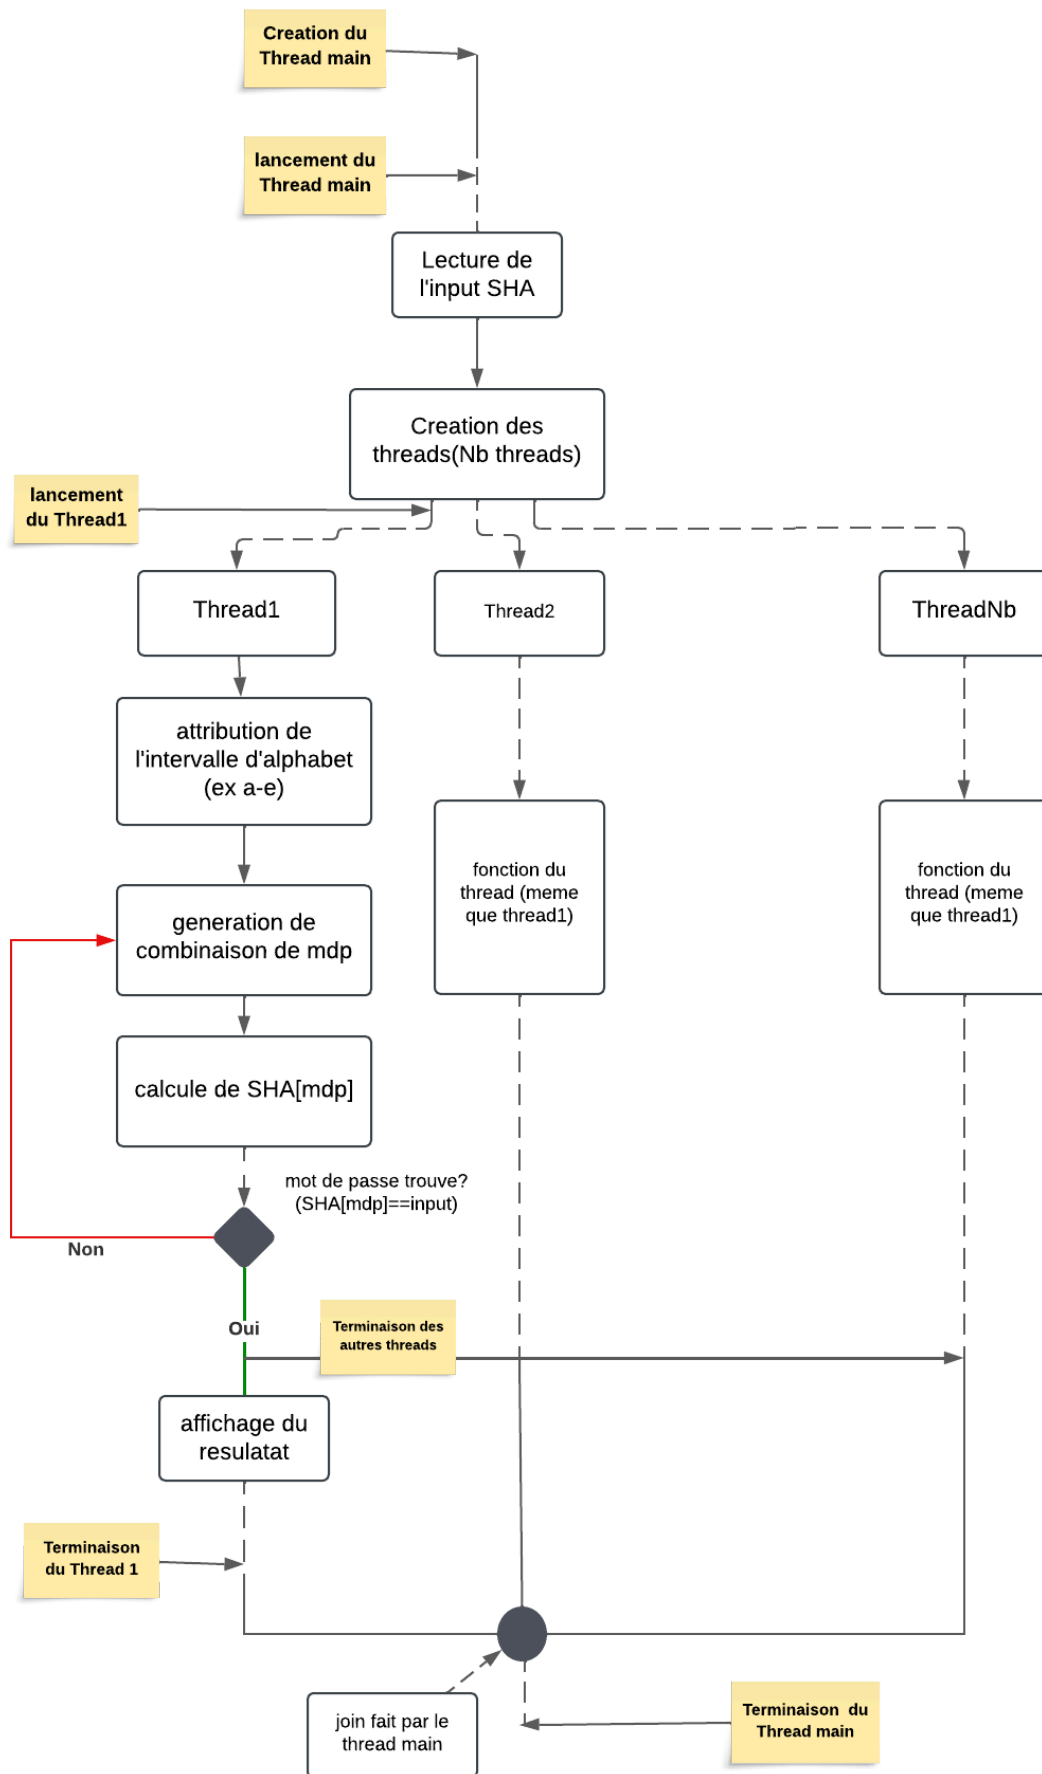 Creation du
Thread main
lancement du
Thread main
Lecture de
l'input SHA
Creation des
threads(Nb threads)
lancement
du Thread1
Thread1
Thread2
ThreadNb
attribution de
l'intervalle d'alphabet
(ex a-e)
fonction du
thread (meme
que thread1)
fonction du
thread (meme
que thread1)
generation de
combinaison de mdp
calcule de SHA[mdp]
mot de passe trouve?
(SHA[mdp]==input)
Non
Oui
Terminaison des
autres threads
affichage du
resulatat
Terminaison
du Thread 1
join fait par le
thread main
Terminaison du
Thread main